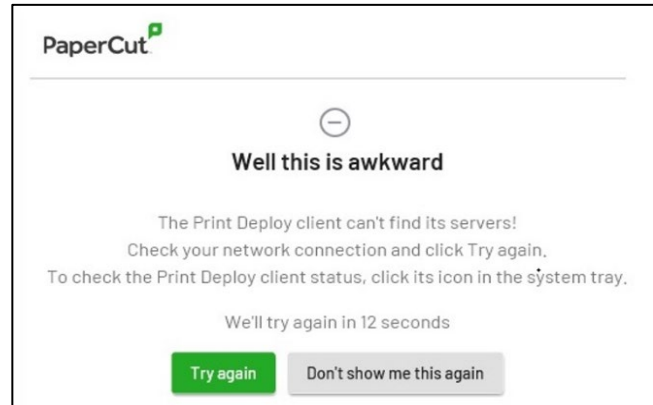 PaperCut
Well this is awkward
The Print Deploy client can't find its servers!
Check your network connection and click Try again.
To check the Print Deploy client status, click its icon in the system tray.
We'll try again in 12 seconds
Try again
Don't show me this again